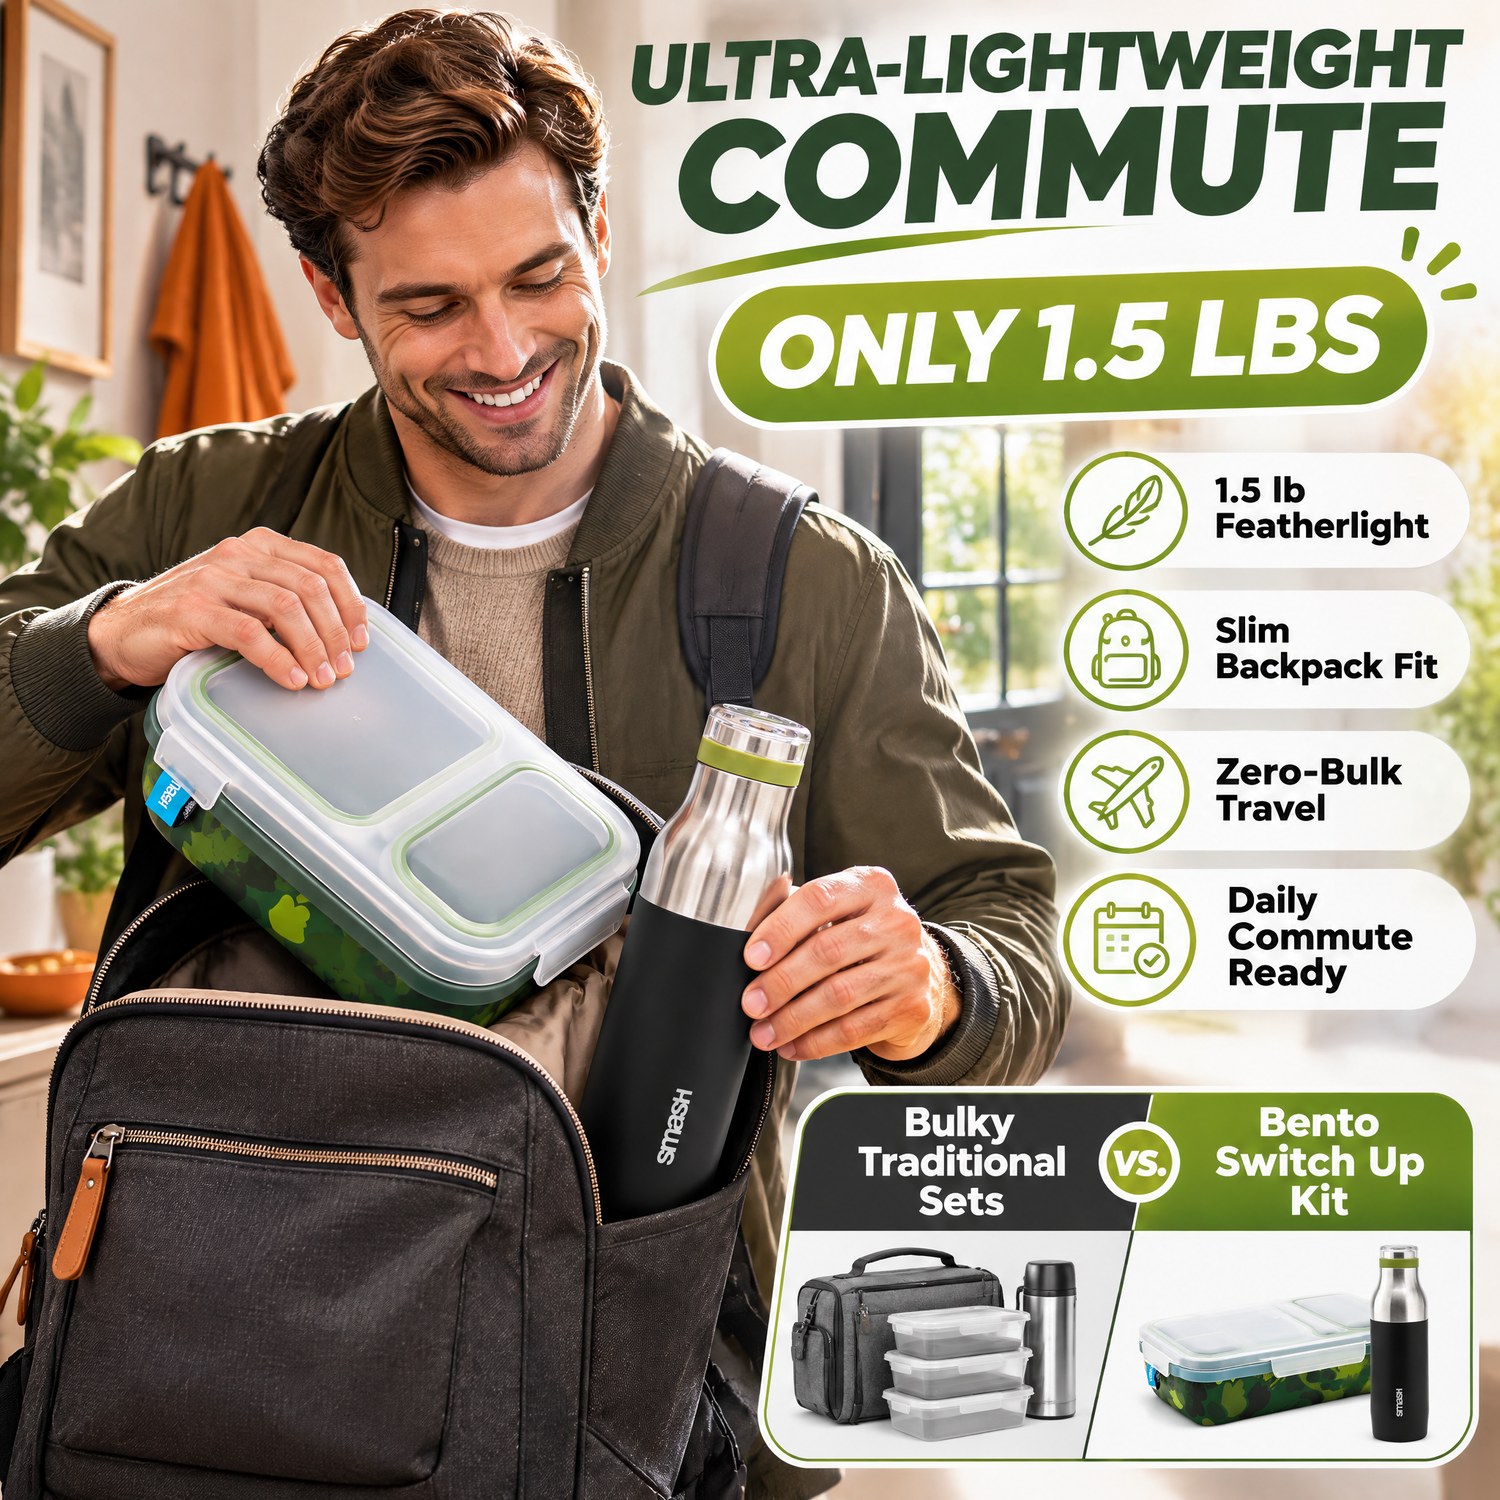 ULTRA-LIGHTWEIGHT
COMMUTE
ONLY 1.5 LBS
1.5 lb
Featherlight
Slim
Backpack Fit
Zero-Bulk
Travel
Daily
Commute
Ready
smash
Bulky
Traditional
Sets
VS.
Bento
Switch Up
Kit
smash